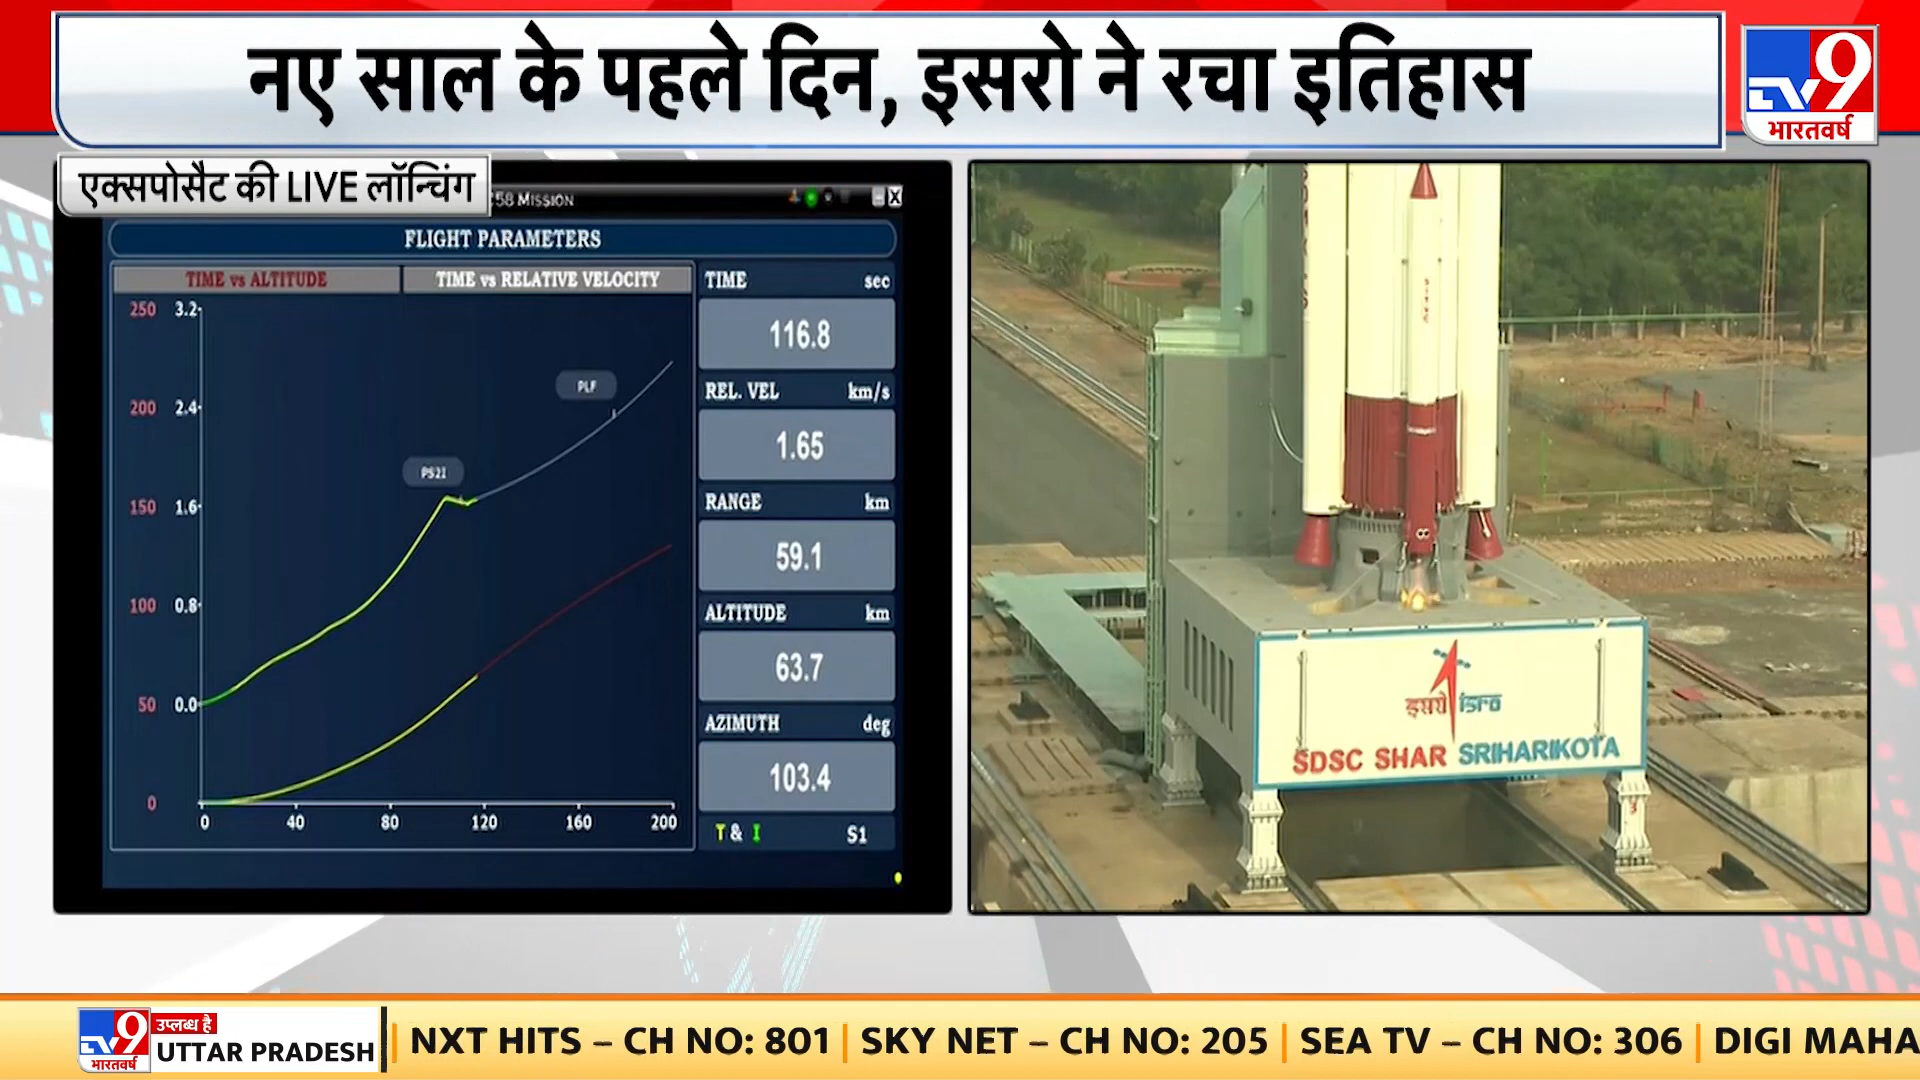 नए साल के पहले दिन, इसरो ने रचा इतिहास
TV9
भारतवर्ष
एक्सपोसैट की LIVE लॉन्चिंग
58 MISSION
FLIGHT PARAMETERS
TIME vs ALTITUDE
TIME vs RELATIVE VELOCITY
250 3.2
200 2.4
150 1.6
100 0.8
50 0.0
0
0 40 80 120 160 200
PLF
PS2I
TIME sec
116.8
REL. VEL km/s
1.65
RANGE km
59.1
ALTITUDE km
63.7
AZIMUTH deg
103.4
T & I S1
इसरो isro
SDSC SHAR SRIHARIKOTA
TV9
भारतवर्ष
उपलब्ध है
UTTAR PRADESH
NXT HITS – CH NO: 801 | SKY NET – CH NO: 205 | SEA TV – CH NO: 306 | DIGI MAHA